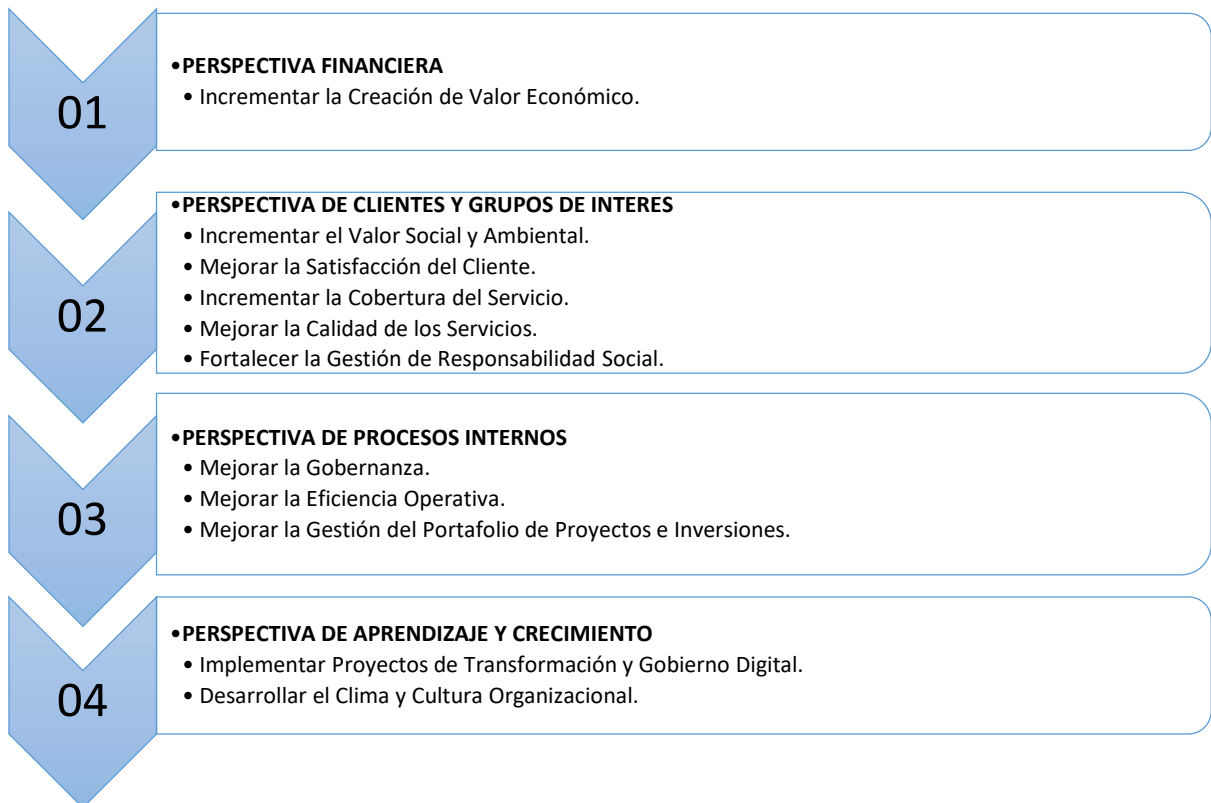 01
•PERSPECTIVA FINANCIERA
• Incrementar la Creación de Valor Económico.
02
•PERSPECTIVA DE CLIENTES Y GRUPOS DE INTERES
• Incrementar el Valor Social y Ambiental.
• Mejorar la Satisfacción del Cliente.
• Incrementar la Cobertura del Servicio.
• Mejorar la Calidad de los Servicios.
• Fortalecer la Gestión de Responsabilidad Social.
03
•PERSPECTIVA DE PROCESOS INTERNOS
• Mejorar la Gobernanza.
• Mejorar la Eficiencia Operativa.
• Mejorar la Gestión del Portafolio de Proyectos e Inversiones.
04
•PERSPECTIVA DE APRENDIZAJE Y CRECIMIENTO
• Implementar Proyectos de Transformación y Gobierno Digital.
• Desarrollar el Clima y Cultura Organizacional.